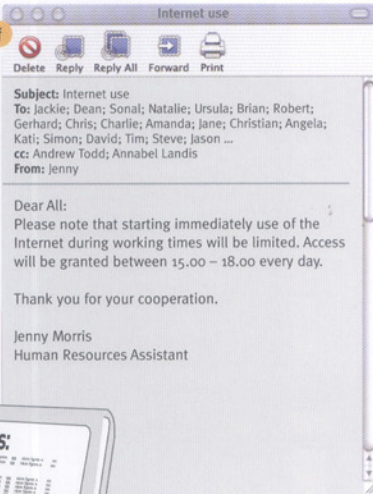 Internet use
Delete Reply Reply All Forward Print
Subject: Internet use
To: Jackie; Dean; Sonal; Natalie; Ursula; Brian; Robert;
Gerhard; Chris; Charlie; Amanda; Jane; Christian; Angela;
Kati; Simon; David; Tim; Steve; Jason ...
cc: Andrew Todd; Annabel Landis
From: Jenny
Dear All:
Please note that starting immediately use of the
Internet during working times will be limited. Access
will be granted between 15.00 – 18.00 every day.
Thank you for your cooperation.
Jenny Morris
Human Resources Assistant